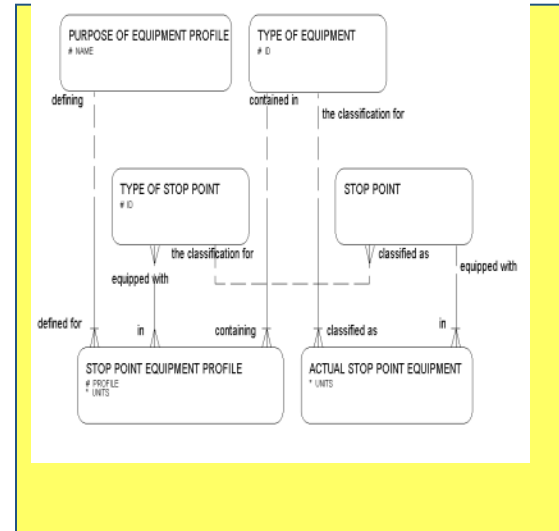 PURPOSE OF EQUIPMENT PROFILE
# NAME
TYPE OF EQUIPMENT
# ID
defining
contained in
the classification for
TYPE OF STOP POINT
# ID
STOP POINT
the classification for
classified as
equipped with
equipped with
defined for
in
containing
classified as
in
STOP POINT EQUIPMENT PROFILE
# PROFILE
* UNITS
ACTUAL STOP POINT EQUIPMENT
* UNITS